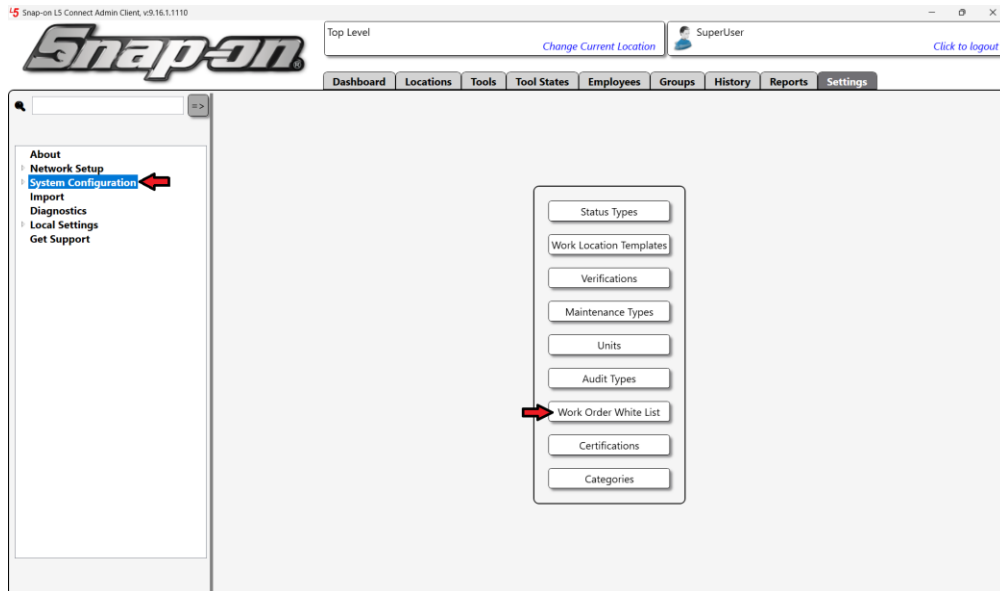 L5 Snap-on L5 Connect Admin Client, v:9.16.1.1110
Snap-on®
Top Level
Change Current Location
SuperUser
Click to logout
Dashboard Locations Tools Tool States Employees Groups History Reports Settings
=>
About
Network Setup
System Configuration
Import
Diagnostics
Local Settings
Get Support
Status Types
Work Location Templates
Verifications
Maintenance Types
Units
Audit Types
Work Order White List
Certifications
Categories